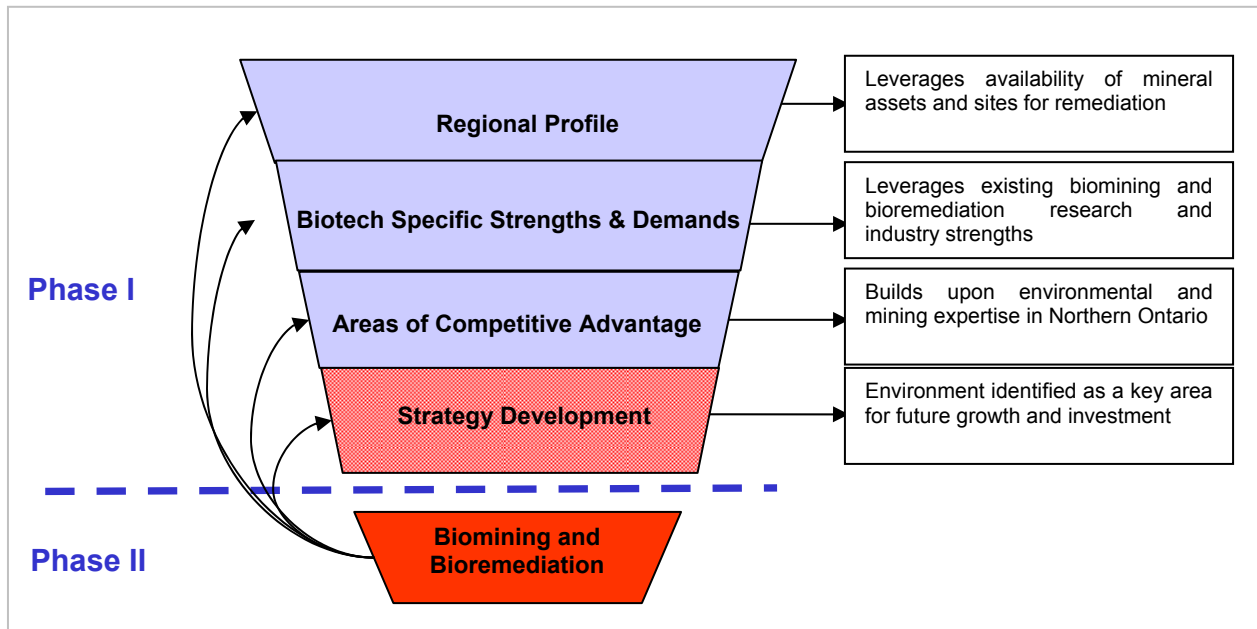 Regional Profile
Leverages availability of mineral
assets and sites for remediation
Biotech Specific Strengths & Demands
Leverages existing biomining and
bioremediation research and
industry strengths
Phase I
Areas of Competitive Advantage
Builds upon environmental and
mining expertise in Northern Ontario
Strategy Development
Environment identified as a key area
for future growth and investment
Phase II
Biomining and
Bioremediation